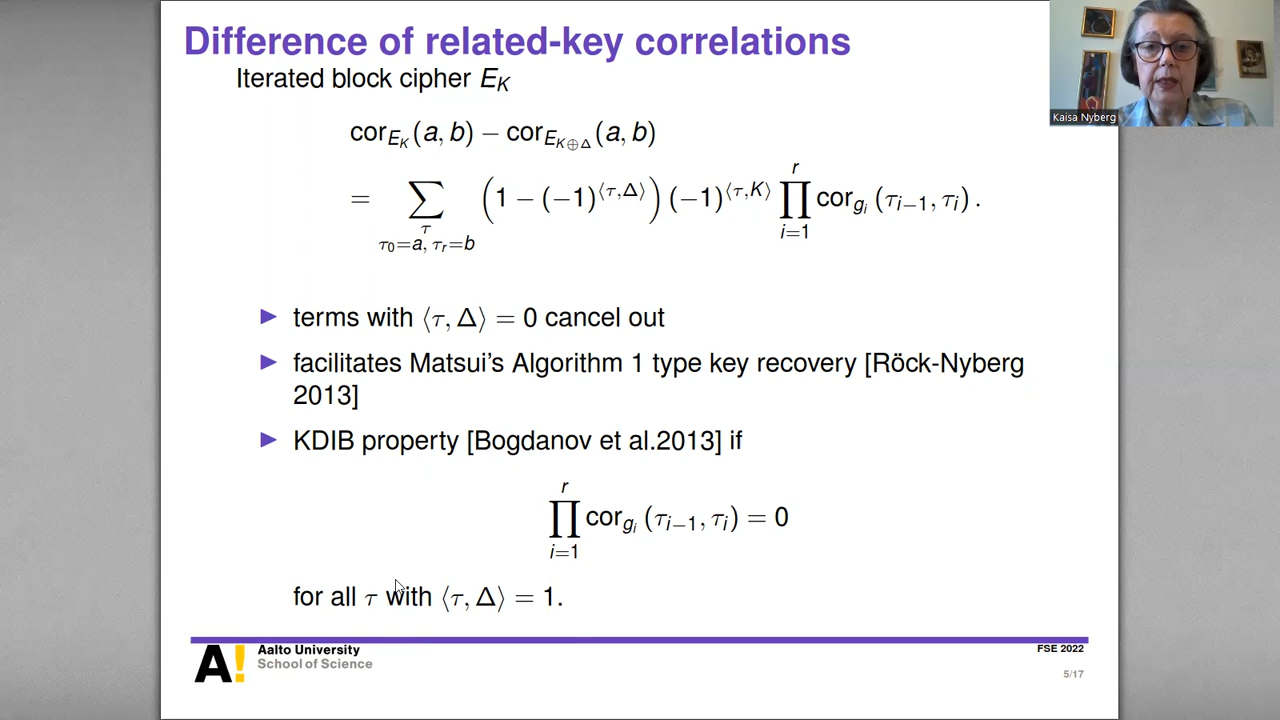 Difference of related-key correlations
Iterated block cipher E_K
cor_{E_K}(a, b) − cor_{E_{K⊕Δ}}(a, b)
= ∑_{τ, τ_0=a, τ_r=b} (1 − (−1)^{⟨τ,Δ⟩}) (−1)^{⟨τ,K⟩} ∏_{i=1}^{r} cor_{g_i} (τ_{i−1}, τ_i) .
▶ terms with ⟨τ, Δ⟩ = 0 cancel out
▶ facilitates Matsui's Algorithm 1 type key recovery [Röck-Nyberg
2013]
▶ KDIB property [Bogdanov et al.2013] if
∏_{i=1}^{r} cor_{g_i} (τ_{i−1}, τ_i) = 0
for all τ with ⟨τ, Δ⟩ = 1.
A!
Aalto University
School of Science
FSE 2022
5/17
Kaisa Nyberg